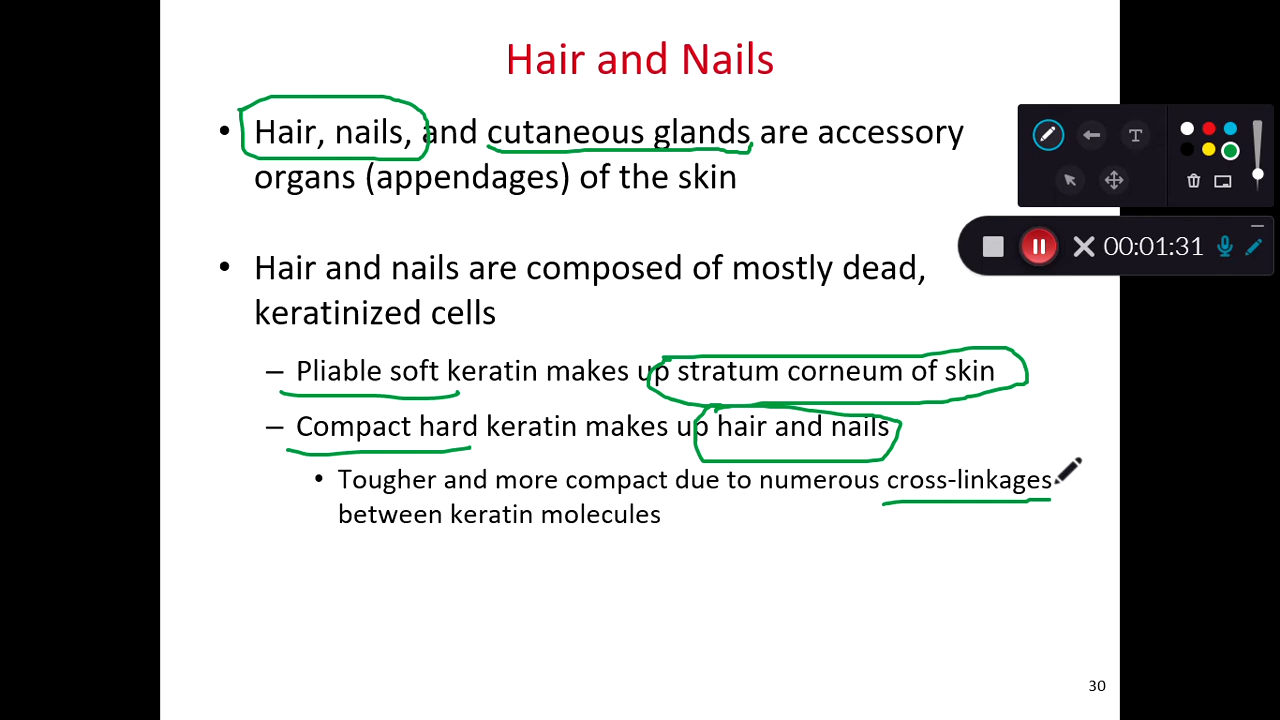 Hair and Nails
• Hair, nails, and cutaneous glands are accessory
organs (appendages) of the skin
• Hair and nails are composed of mostly dead,
keratinized cells
– Pliable soft keratin makes up stratum corneum of skin
– Compact hard keratin makes up hair and nails
• Tougher and more compact due to numerous cross-linkages
between keratin molecules
T
00:01:31
30